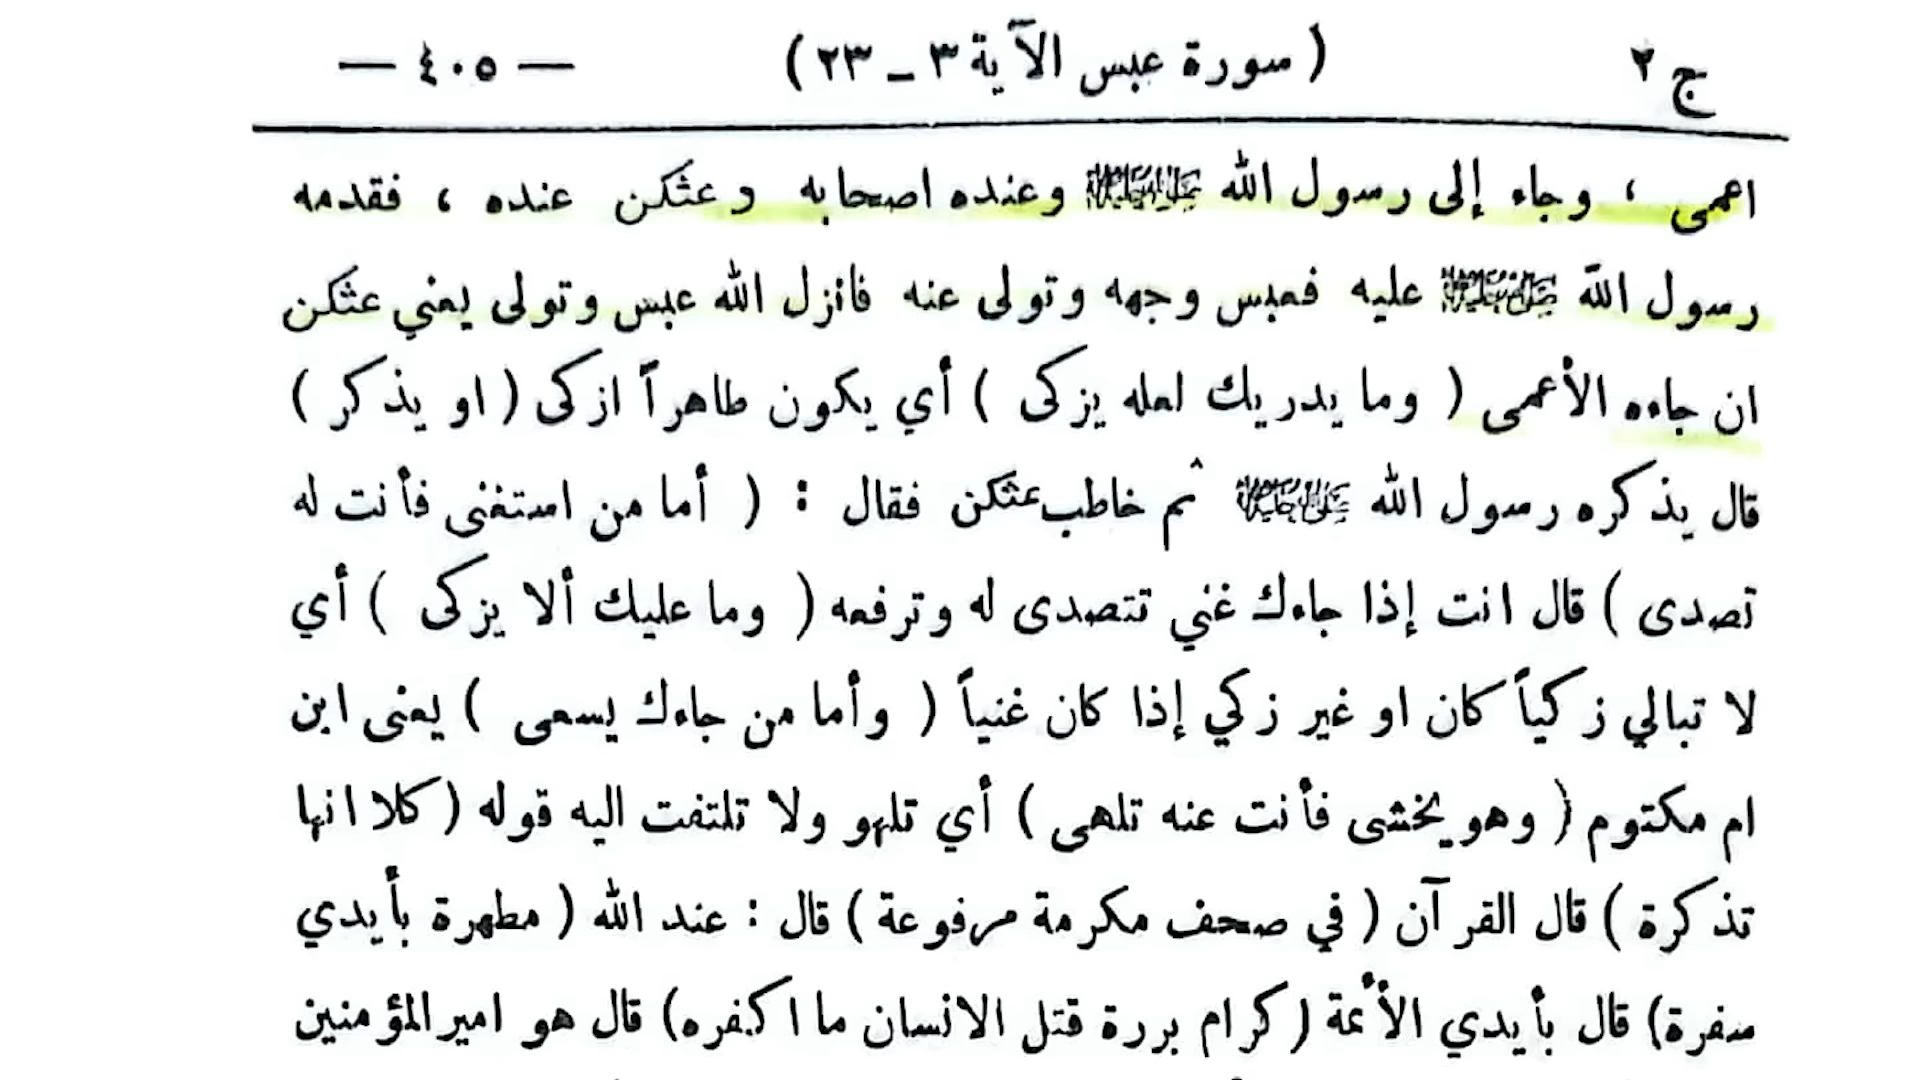 ج ٢ ( سورة عبس الآية ٣ ـ ٢٣ ) — ٤٠٥ —
اعمى ، وجاء إلى رسول الله ﷺ وعنده اصحابه وعثكن عنده ، فقدمه
رسول الله ﷺ عليه فعبس وجهه وتولى عنه فانزل الله عبس وتولى يعني عثكن
ان جاءه الأعمى ( وما يدريك لعله يزكى ) أي يكون طاهراً ازكى ( او يذكر )
قال يذكره رسول الله ﷺ ثم خاطب عثكن فقال : ( أما من استغنى فأنت له
تصدى ) قال انت إذا جاءك غني تتصدى له وترفعه ( وما عليك ألا يزكى ) أي
لا تبالي زكياً كان او غير زكي إذا كان غنياً ( وأما من جاءك يسعى ) يعنى ابن
ام مكتوم ( وهو يخشى فأنت عنه تلهى ) أي تلهو ولا تلتفت اليه قوله ( كلا انها
تذكرة ) قال القرآن ( في صحف مكرمة مرفوعة ) قال : عند الله ( مطهرة بأيدي
سفرة ) قال بأيدي الأئمة ( كرام بررة قتل الانسان ما اكفره ) قال هو امير المؤمنين